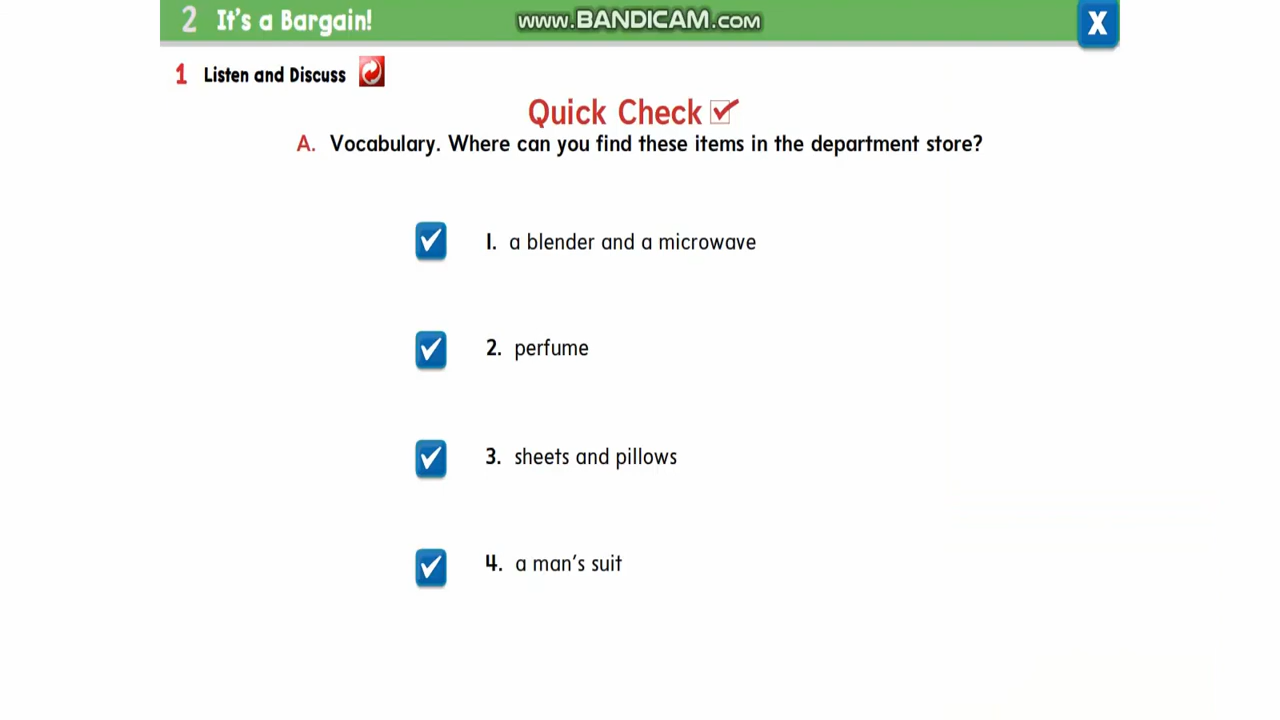 2 It's a Bargain!
www.BANDICAM.com
X
1 Listen and Discuss
Quick Check
A. Vocabulary. Where can you find these items in the department store?
1. a blender and a microwave
2. perfume
3. sheets and pillows
4. a man's suit